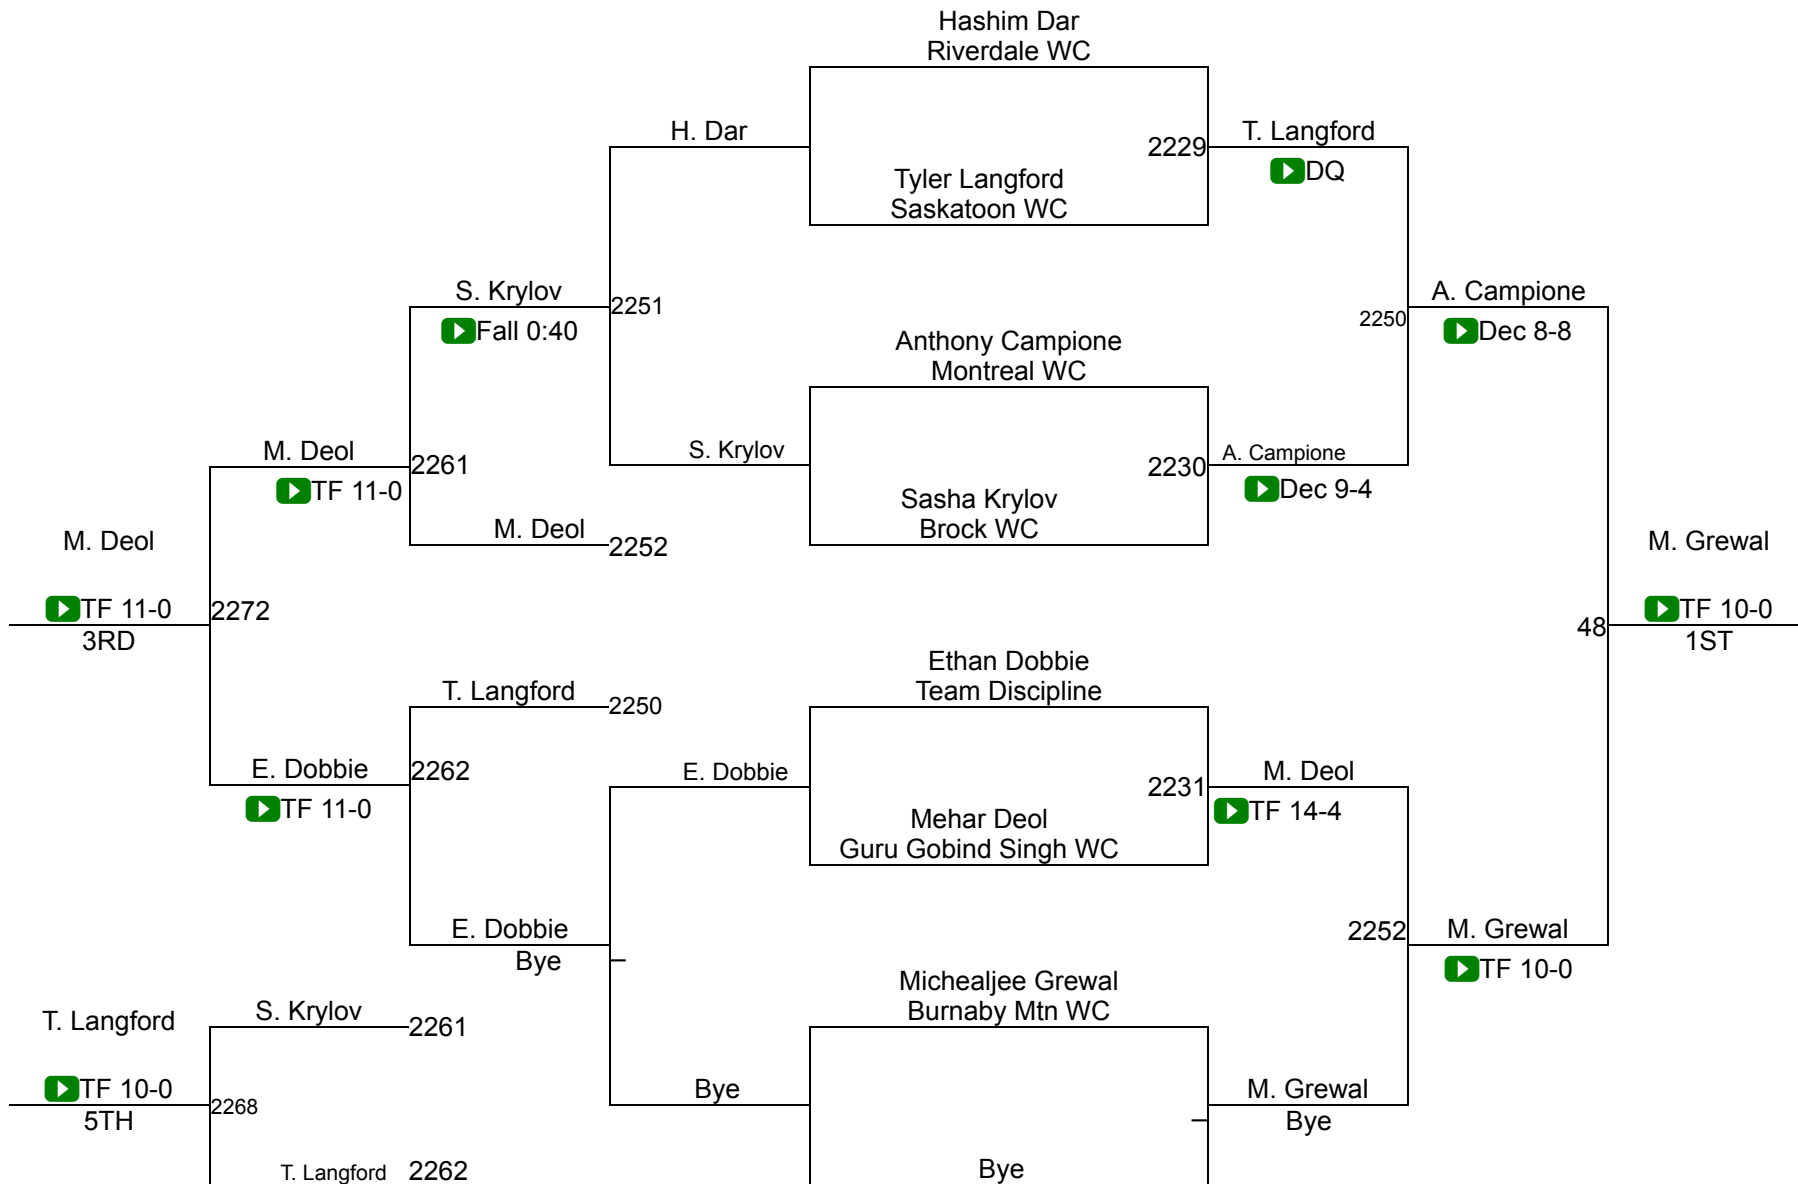 Hashim Dar
Riverdale WC
H. Dar
2229
T. Langford
DQ
Tyler Langford
Saskatoon WC
S. Krylov
Fall 0:40
2251
2250
A. Campione
Dec 8-8
Anthony Campione
Montreal WC
M. Deol
TF 11-0
2261
S. Krylov
2230
A. Campione
Dec 9-4
Sasha Krylov
Brock WC
M. Deol
2252
M. Deol
TF 11-0
3RD
2272
M. Grewal
TF 10-0
1ST
48
Ethan Dobbie
Team Discipline
T. Langford
2250
E. Dobbie
TF 11-0
2262
E. Dobbie
2231
M. Deol
TF 14-4
Mehar Deol
Guru Gobind Singh WC
E. Dobbie
Bye
2252
M. Grewal
TF 10-0
Michealjee Grewal
Burnaby Mtn WC
S. Krylov
2261
T. Langford
TF 10-0
5TH
2268
Bye
M. Grewal
Bye
T. Langford
2262
Bye